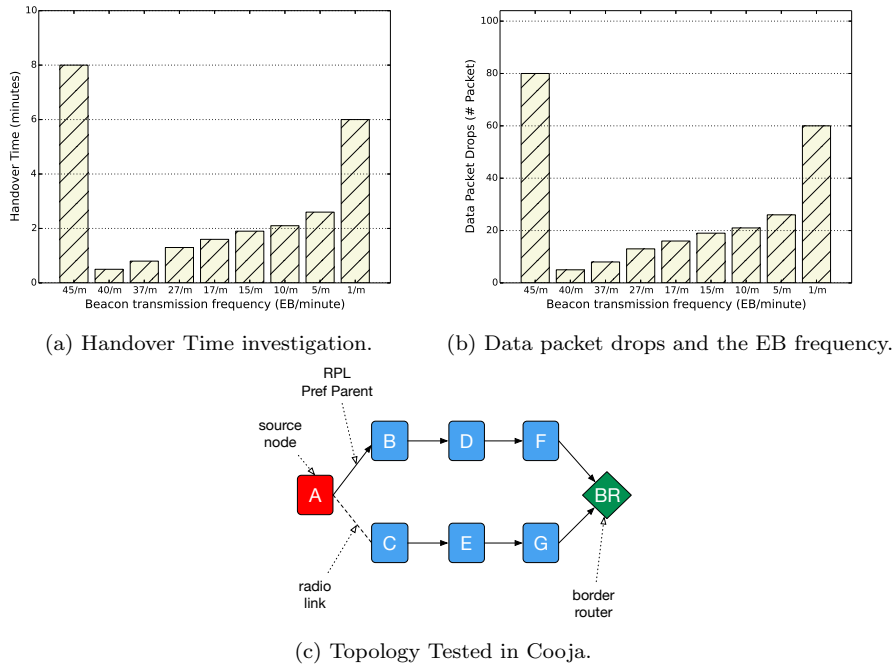 10
8
6
4
2
0
Handover Time (minutes)
45/m 40/m 37/m 27/m 17/m 15/m 10/m 5/m 1/m
Beacon transmission frequency (EB/minute)
(a) Handover Time investigation.
100
80
60
40
20
0
Data Packet Drops (# Packet)
45/m 40/m 37/m 27/m 17/m 15/m 10/m 5/m 1/m
Beacon transmission frequency (EB/minute)
(b) Data packet drops and the EB frequency.
RPL
Pref Parent
source
node
B
D
F
A
BR
C
E
G
radio
link
border
router
(c) Topology Tested in Cooja.